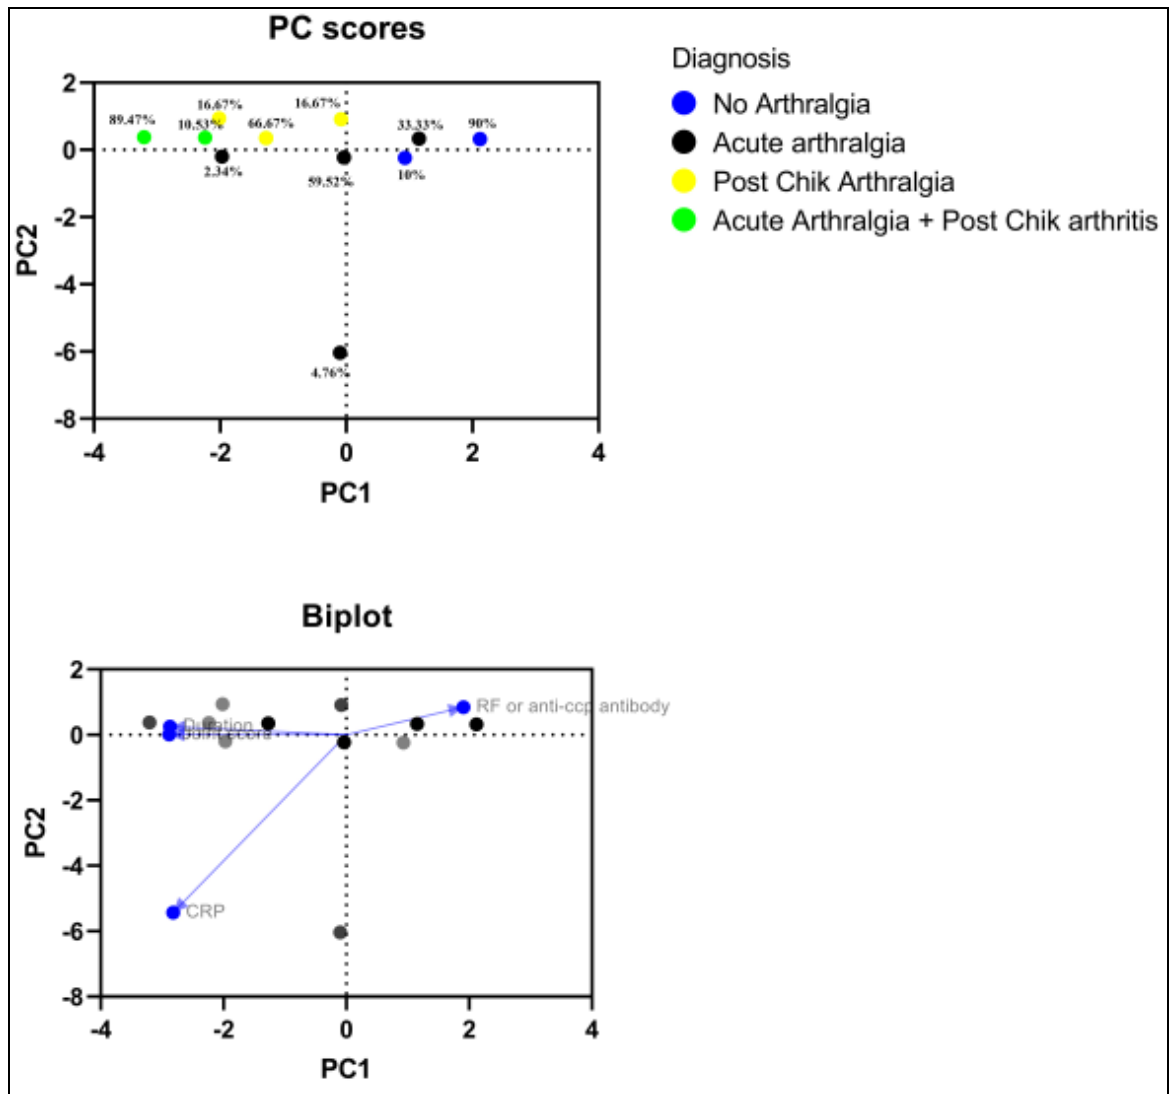 PC scores
Diagnosis
No Arthralgia
Acute arthralgia
Post Chik Arthralgia
Acute Arthralgia + Post Chik arthritis
2
0
-2
-4
-6
-8
PC2
89.47%
16.67%
10.53%
66.67%
16.67%
33.33%
90%
2.34%
59.52%
10%
4.76%
-4
-2
0
2
4
PC1
Biplot
2
0
-2
-4
-6
-8
PC2
RF or anti-ccp antibody
Duration
CRP
-4
-2
0
2
4
PC1